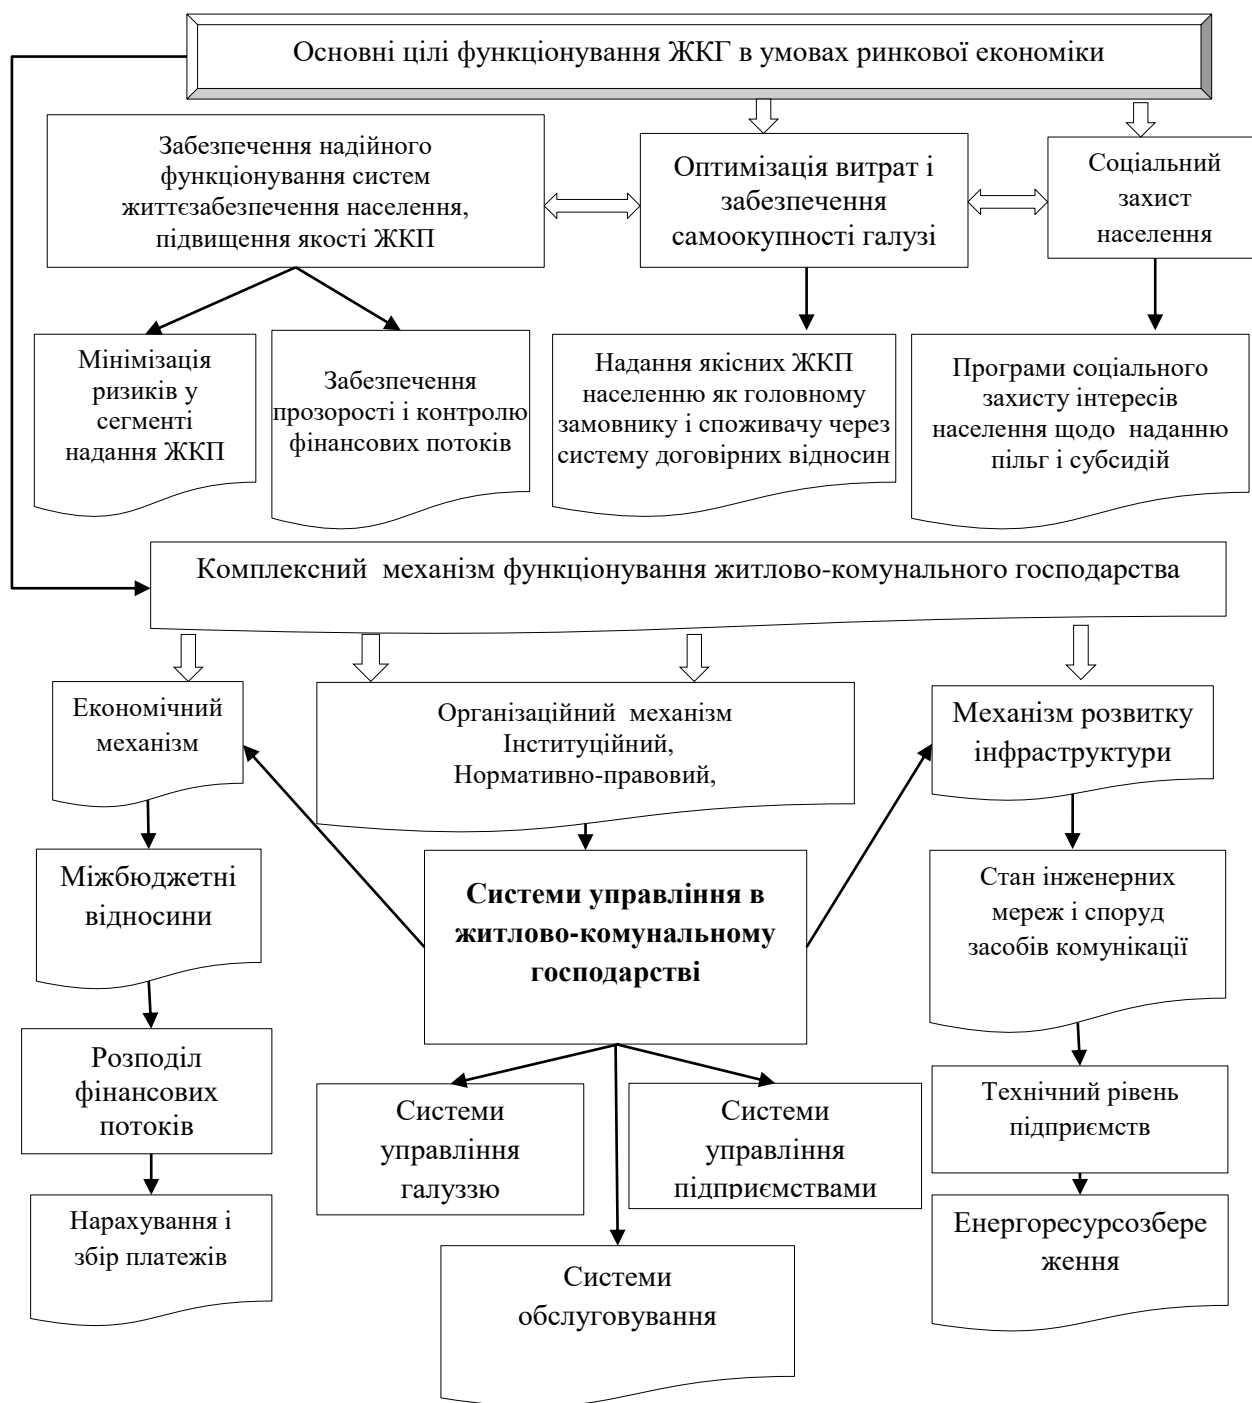 Основні цілі функціонування ЖКГ в умовах ринкової економіки
Забезпечення надійного
функціонування систем
життєзабезпечення населення,
підвищення якості ЖКП
Оптимізація витрат і
забезпечення
самоокупності галузі
Соціальний
захист
населення
Мінімізація
ризиків у
сегменті
надання ЖКП
Забезпечення
прозорості і контролю
фінансових потоків
Надання якісних ЖКП
населенню як головному
замовнику і споживачу через
систему договірних відносин
Програми соціального
захисту інтересів
населення щодо наданню
пільг і субсидій
Комплексний механізм функціонування житлово-комунального господарства
Економічний
механізм
Організаційний механізм
Інституційний,
Нормативно-правовий,
Механізм розвитку
інфраструктури
Міжбюджетні
відносини
Системи управління в
житлово-комунальному
господарстві
Стан інженерних
мереж і споруд
засобів комунікації
Розподіл
фінансових
потоків
Системи
управління
галуззю
Системи
управління
підприємствами
Технічний рівень
підприємств
Нарахування і
збір платежів
Системи
обслуговування
Енергоресурсозбере
ження